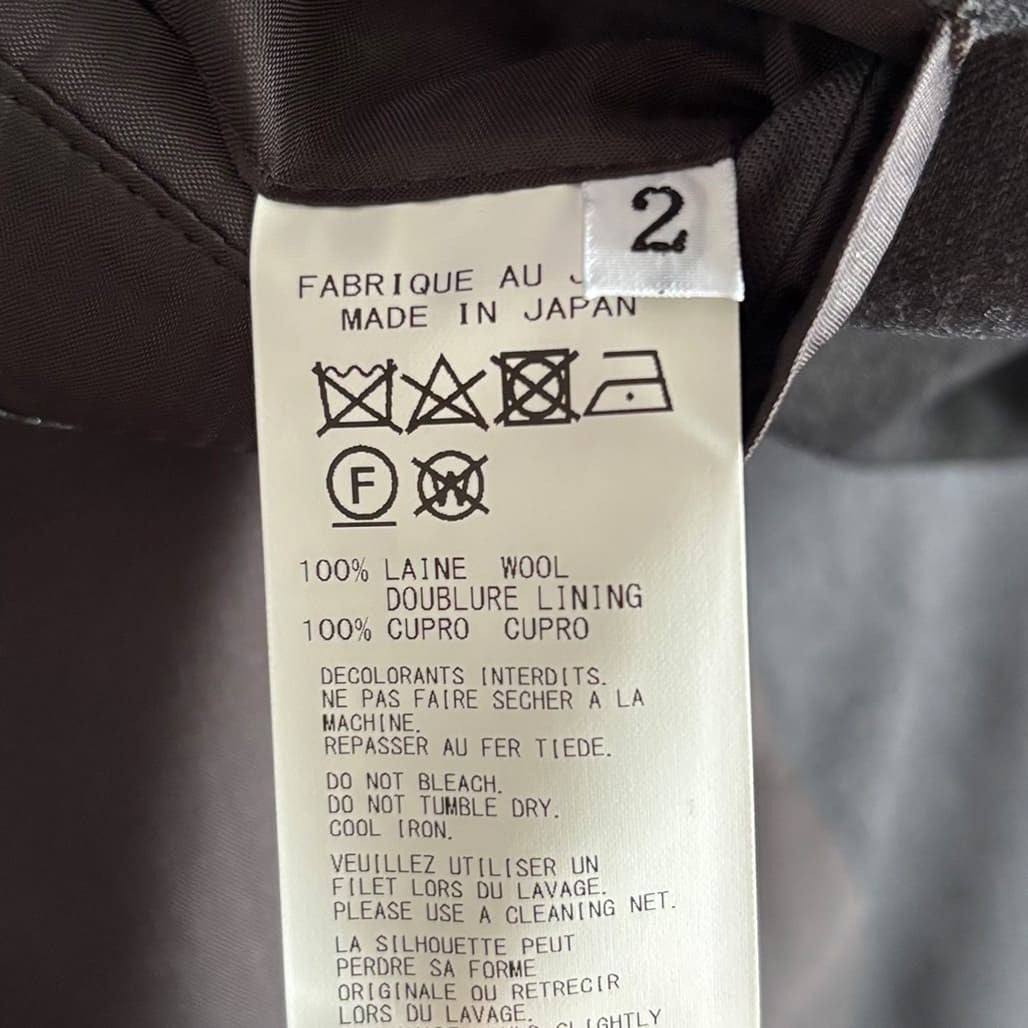 2
FABRIQUE AU J
MADE IN JAPAN
F
W
100% LAINE WOOL
DOUBLURE LINING
100% CUPRO CUPRO
DECOLORANTS INTERDITS.
NE PAS FAIRE SECHER A LA
MACHINE.
REPASSER AU FER TIEDE.
DO NOT BLEACH.
DO NOT TUMBLE DRY.
COOL IRON.
VEUILLEZ UTILISER UN
FILET LORS DU LAVAGE.
PLEASE USE A CLEANING NET.
LA SILHOUETTE PEUT
PERDRE SA FORME
ORIGINALE OU RETRECIR
LORS DU LAVAGE.
SLIGHTLY